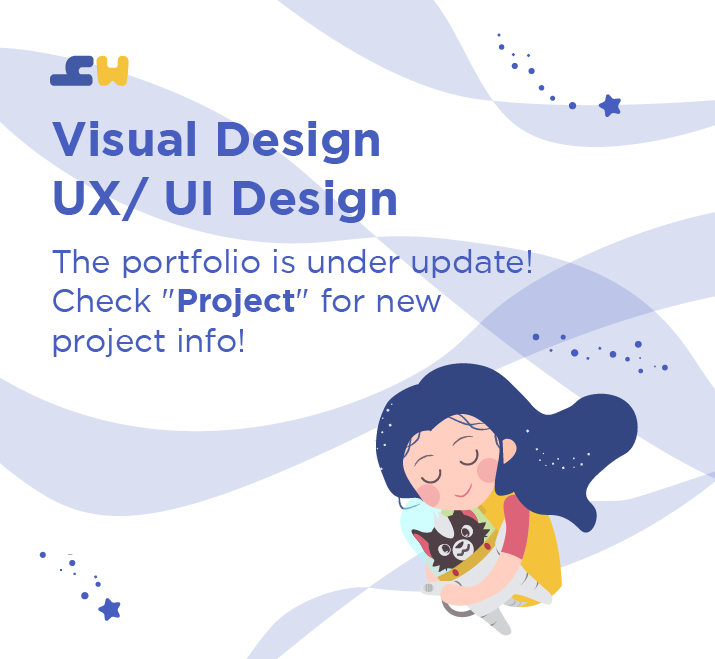 Visual Design
UX/ UI Design
The portfolio is under update!
Check "Project" for new
project info!